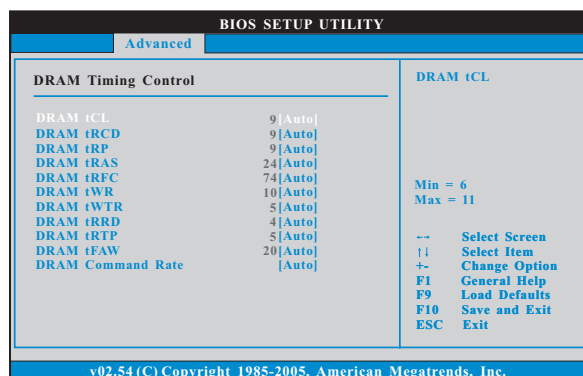 BIOS SETUP UTILITY
Advanced
DRAM Timing Control
DRAM tCL 9 [Auto]
DRAM tRCD 9 [Auto]
DRAM tRP 9 [Auto]
DRAM tRAS 24 [Auto]
DRAM tRFC 74 [Auto]
DRAM tWR 10 [Auto]
DRAM tWTR 5 [Auto]
DRAM tRRD 4 [Auto]
DRAM tRTP 5 [Auto]
DRAM tFAW 20 [Auto]
DRAM Command Rate [Auto]
DRAM tCL
Min = 6
Max = 11
←→ Select Screen
↑↓ Select Item
+- Change Option
F1 General Help
F9 Load Defaults
F10 Save and Exit
ESC Exit
v02.54 (C) Copyright 1985-2005, American Megatrends, Inc.